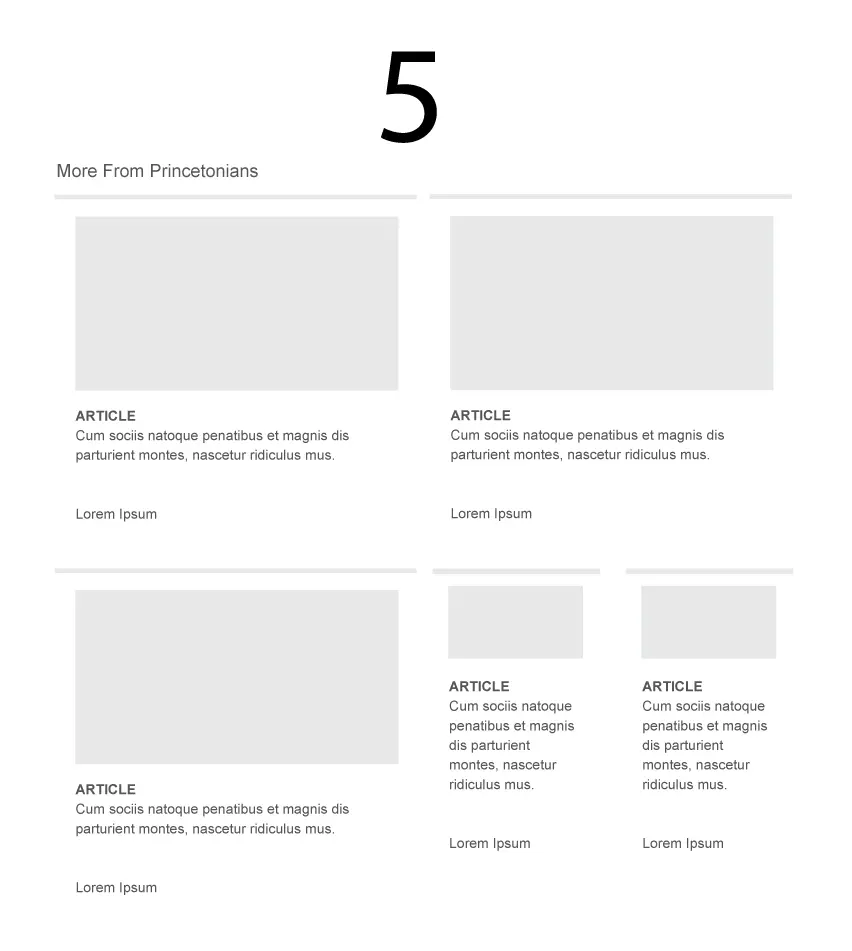 5
More From Princetonians
ARTICLE
Cum sociis natoque penatibus et magnis dis
parturient montes, nascetur ridiculus mus.
Lorem Ipsum
ARTICLE
Cum sociis natoque penatibus et magnis dis
parturient montes, nascetur ridiculus mus.
Lorem Ipsum
ARTICLE
Cum sociis natoque penatibus et magnis dis
parturient montes, nascetur ridiculus mus.
Lorem Ipsum
ARTICLE
Cum sociis natoque
penatibus et magnis
dis parturient
montes, nascetur
ridiculus mus.
Lorem Ipsum
ARTICLE
Cum sociis natoque
penatibus et magnis
dis parturient
montes, nascetur
ridiculus mus.
Lorem Ipsum